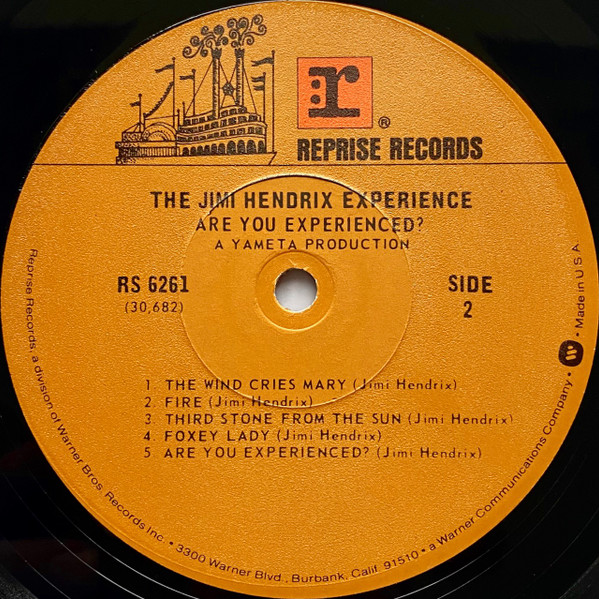 :r
®
REPRISE RECORDS
THE JIMI HENDRIX EXPERIENCE
ARE YOU EXPERIENCED?
A YAMETA PRODUCTION
RS 6261
(30,682)
SIDE
2
1 THE WIND CRIES MARY (Jimi Hendrix)
2 FIRE (Jimi Hendrix)
3 THIRD STONE FROM THE SUN (Jimi Hendrix)
4 FOXEY LADY (Jimi Hendrix)
5 ARE YOU EXPERIENCED? (Jimi Hendrix)
Reprise Records, a division of Warner Bros. Records Inc. • 3300 Warner Blvd., Burbank, Calif. 91510 • a Warner Communications Company • W • Made in U S A